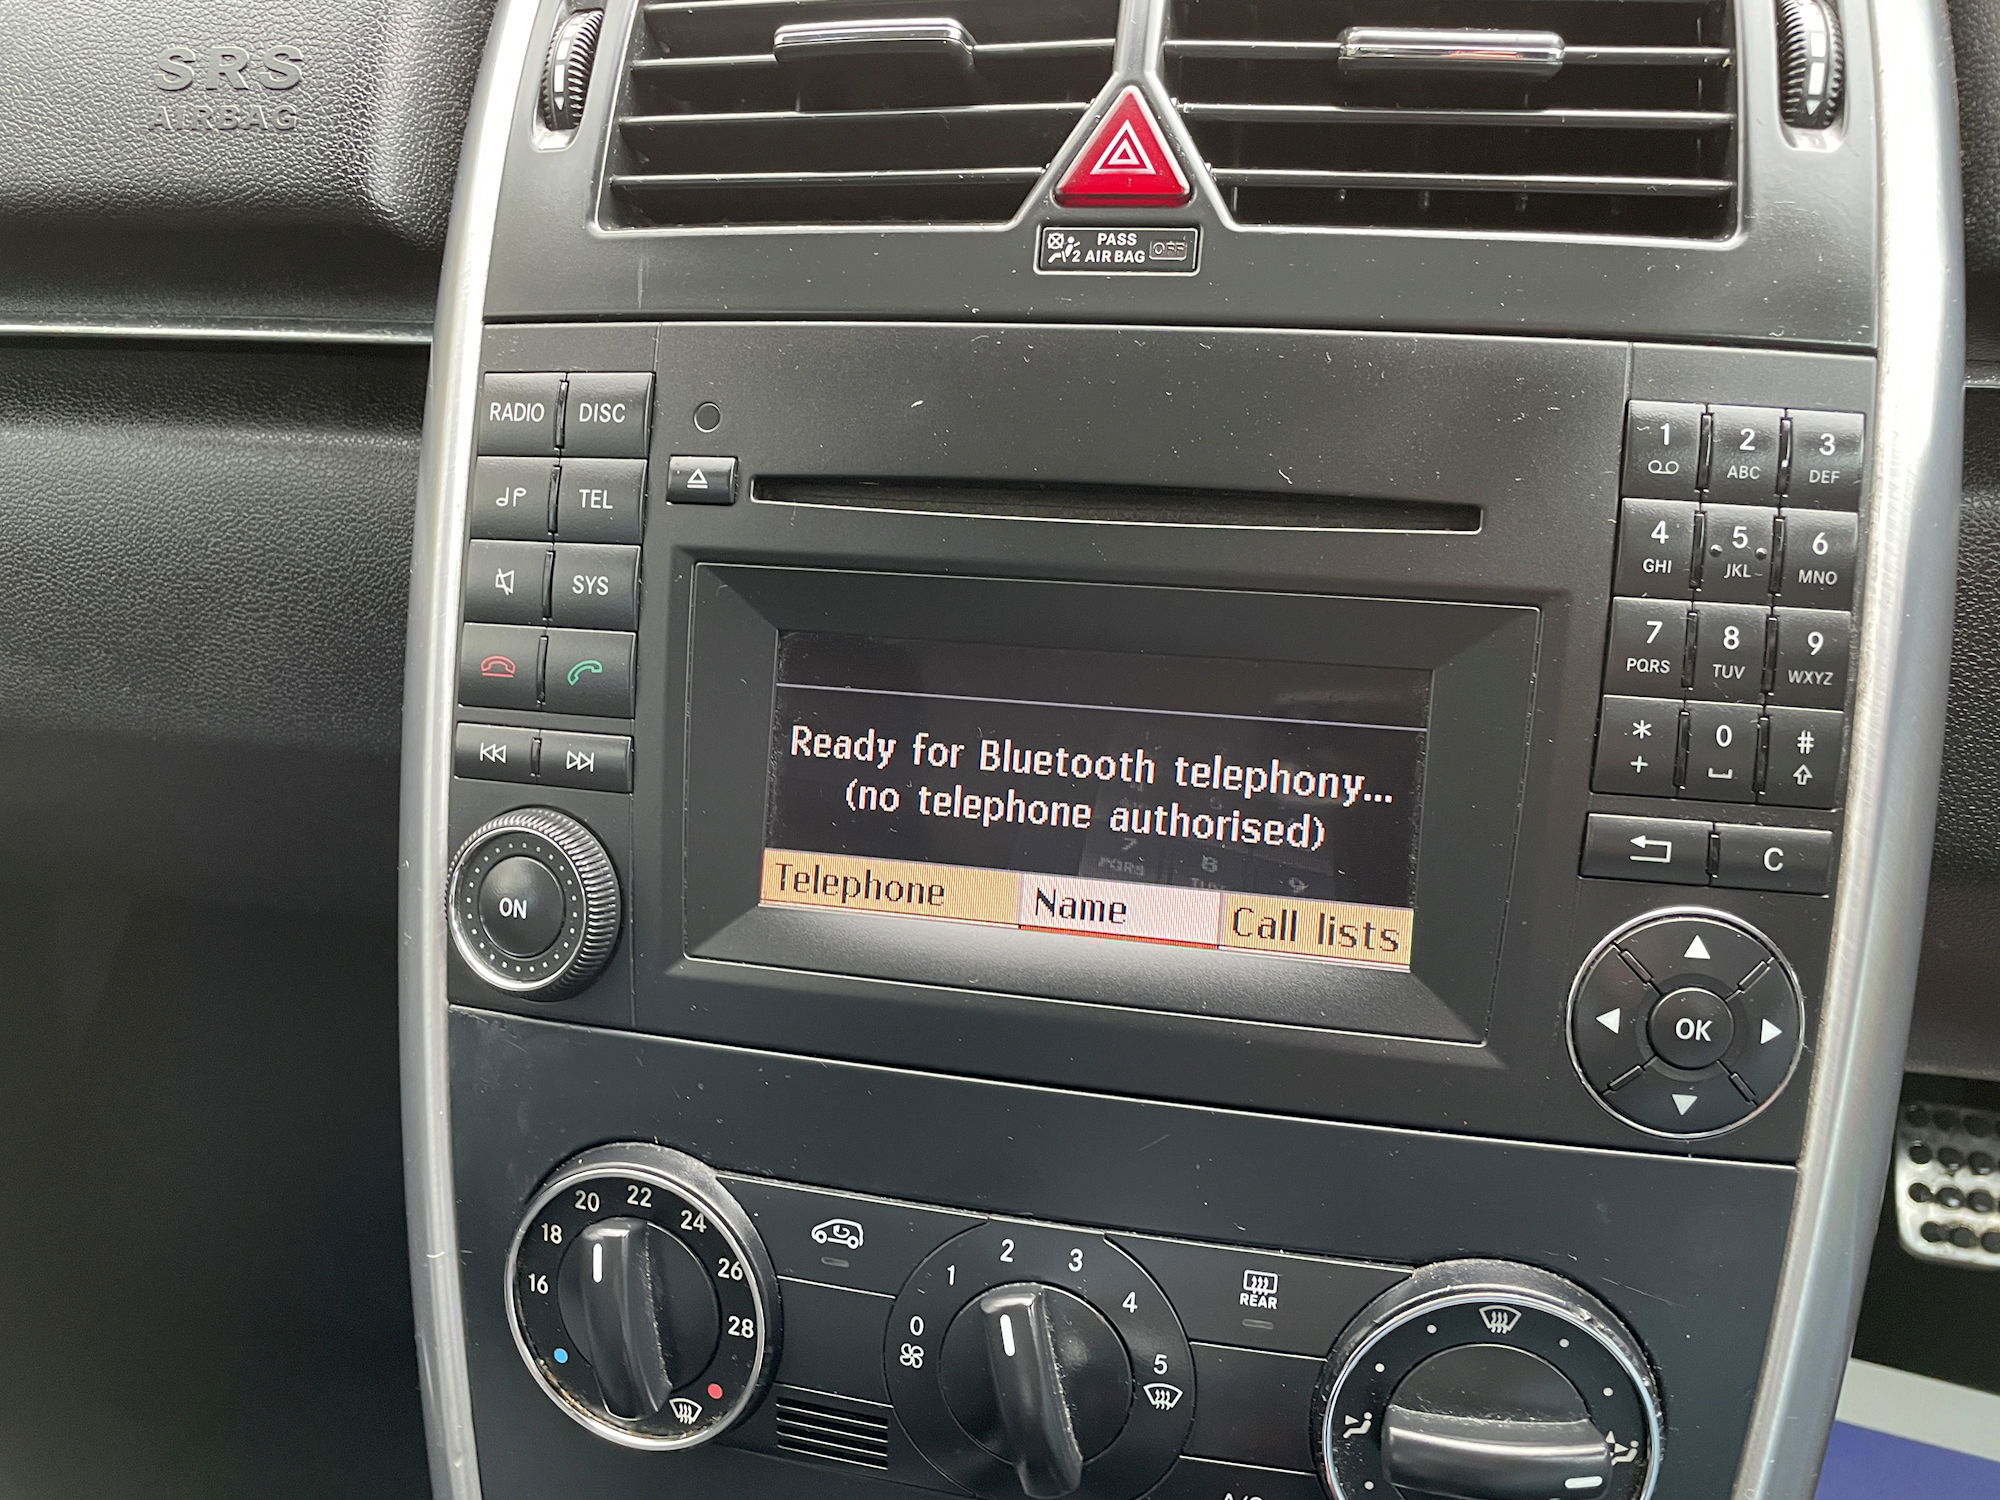 SRS
AIRBAG
PASS
2 AIR BAG OFF
RADIO DISC
TEL
SYS
ON
1
2 ABC
3 DEF
4 GHI
5 JKL
6 MNO
7 PQRS
8 TUV
9 WXYZ
* +
0
#
C
OK
Ready for Bluetooth telephony...
(no telephone authorised)
Telephone Name Call lists
16 18 20 22 24 26 28
0 1 2 3 4 5
REAR